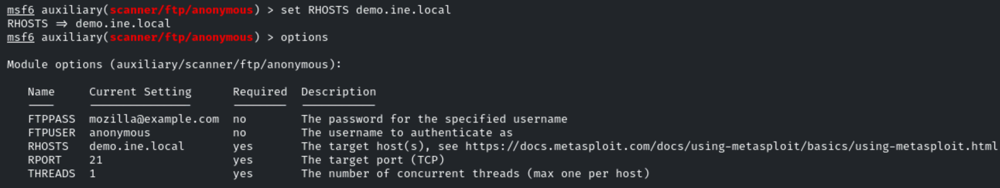 msf6 auxiliary(scanner/ftp/anonymous) > set RHOSTS demo.ine.local
RHOSTS => demo.ine.local
msf6 auxiliary(scanner/ftp/anonymous) > options
Module options (auxiliary/scanner/ftp/anonymous):
Name Current Setting Required Description
FTPPASS mozilla@example.com no The password for the specified username
FTPUSER anonymous no The username to authenticate as
RHOSTS demo.ine.local yes The target host(s), see https://docs.metasploit.com/docs/using-metasploit/basics/using-metasploit.html
RPORT 21 yes The target port (TCP)
THREADS 1 yes The number of concurrent threads (max one per host)